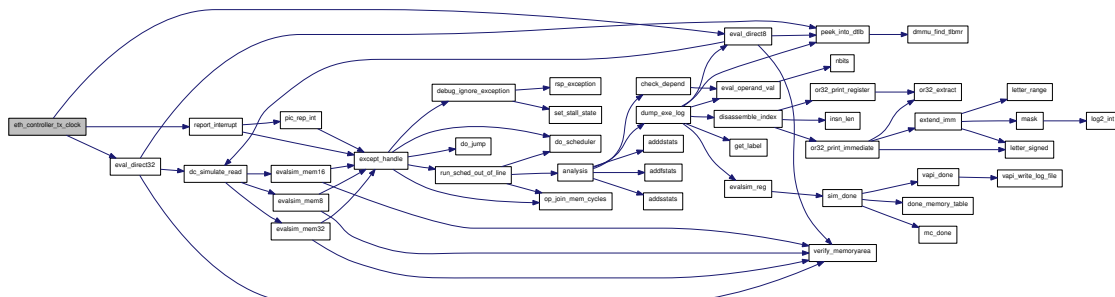 eth_controller_tx_clock
report_interrupt
eval_direct32
pic_rep_int
dc_simulate_read
evalsim_mem16
evalsim_mem8
evalsim_mem32
except_handle
debug_ignore_exception
do_jump
run_sched_out_of_line
rsp_exception
set_stall_state
do_scheduler
analysis
op_join_mem_cycles
check_depend
dump_exe_log
adddstats
addfstats
addsstats
eval_direct8
eval_operand_val
disassemble_index
get_label
evalsim_reg
peek_into_dtlb
nbits
or32_print_register
insn_len
or32_print_immediate
sim_done
verify_memoryarea
dmmu_find_tlbmr
or32_extract
extend_imm
vapi_done
done_memory_table
mc_done
letter_range
mask
letter_signed
vapi_write_log_file
log2_int